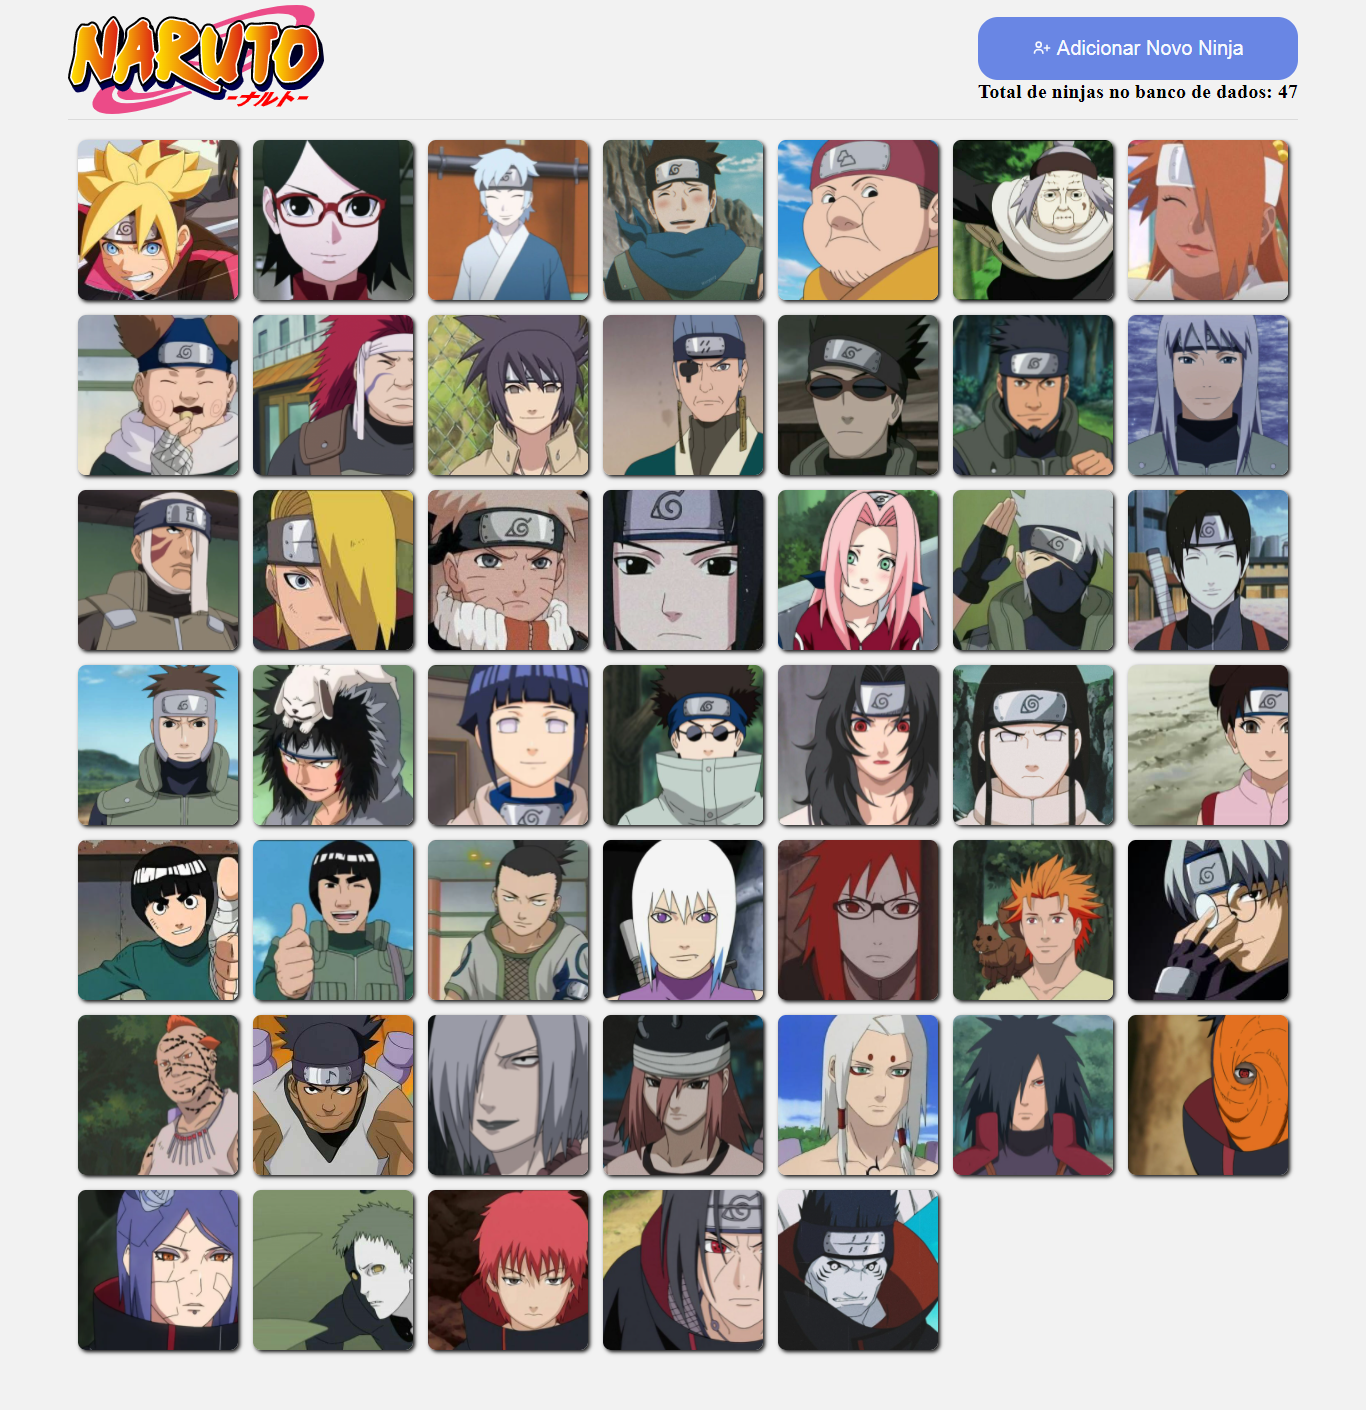 NARUTO
-ナルト-
Adicionar Novo Ninja
Total de ninjas no banco de dados: 47